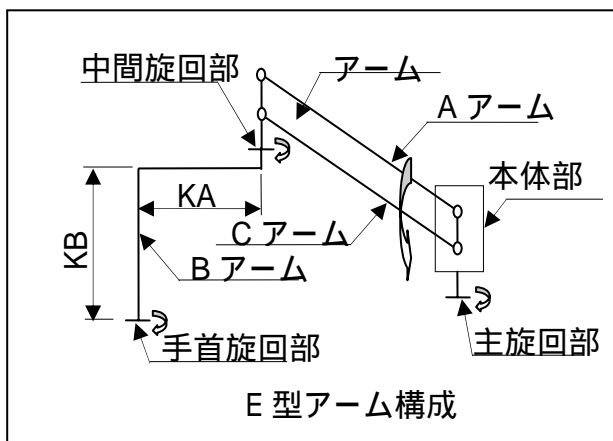 中間旋回部
アーム
A アーム
本体部
KA
KB
C アーム
B アーム
手首旋回部
主旋回部
E 型アーム構成